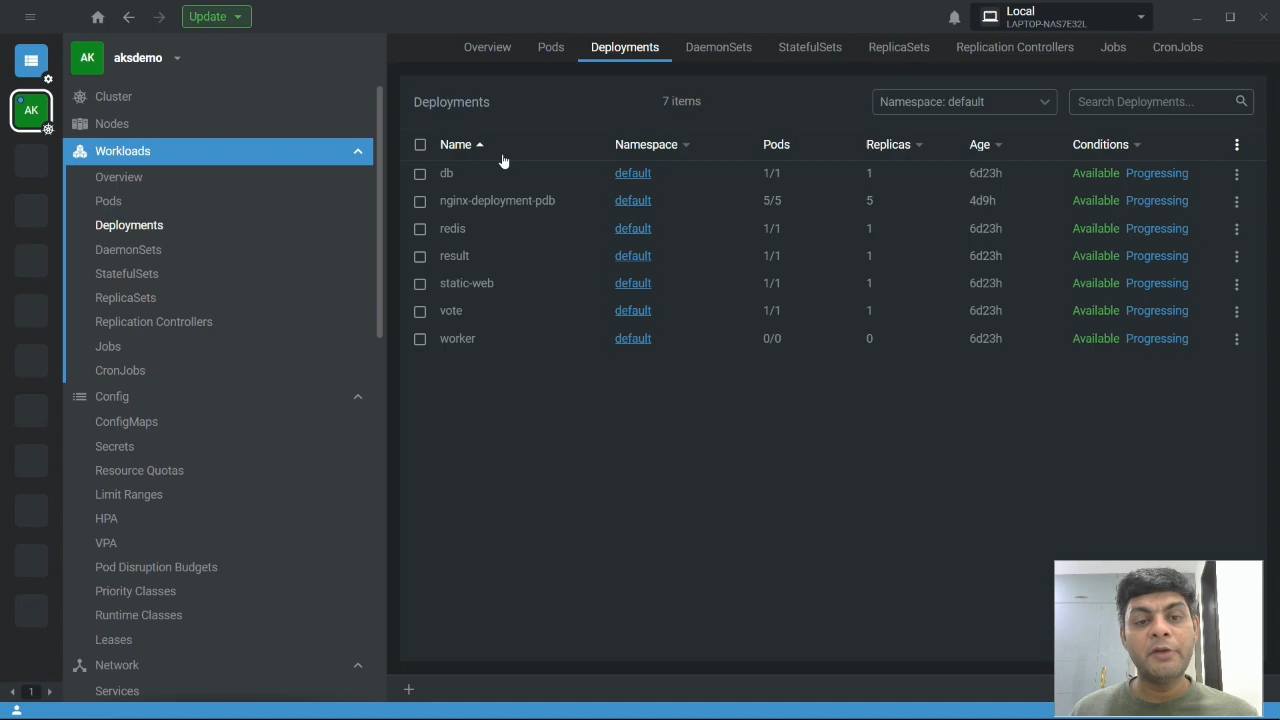 Update
Local
LAPTOP-NAS7E32L
AK
aksdemo
AK
Cluster
Nodes
Workloads
Overview
Pods
Deployments
DaemonSets
StatefulSets
ReplicaSets
Replication Controllers
Jobs
CronJobs
Config
ConfigMaps
Secrets
Resource Quotas
Limit Ranges
HPA
VPA
Pod Disruption Budgets
Priority Classes
Runtime Classes
Leases
Network
Services
1
Overview Pods Deployments DaemonSets StatefulSets ReplicaSets Replication Controllers Jobs CronJobs
Deployments 7 items Namespace: default Search Deployments...
Name Namespace Pods Replicas Age Conditions
db default 1/1 1 6d23h Available Progressing
nginx-deployment-pdb default 5/5 5 4d9h Available Progressing
redis default 1/1 1 6d23h Available Progressing
result default 1/1 1 6d23h Available Progressing
static-web default 1/1 1 6d23h Available Progressing
vote default 1/1 1 6d23h Available Progressing
worker default 0/0 0 6d23h Available Progressing